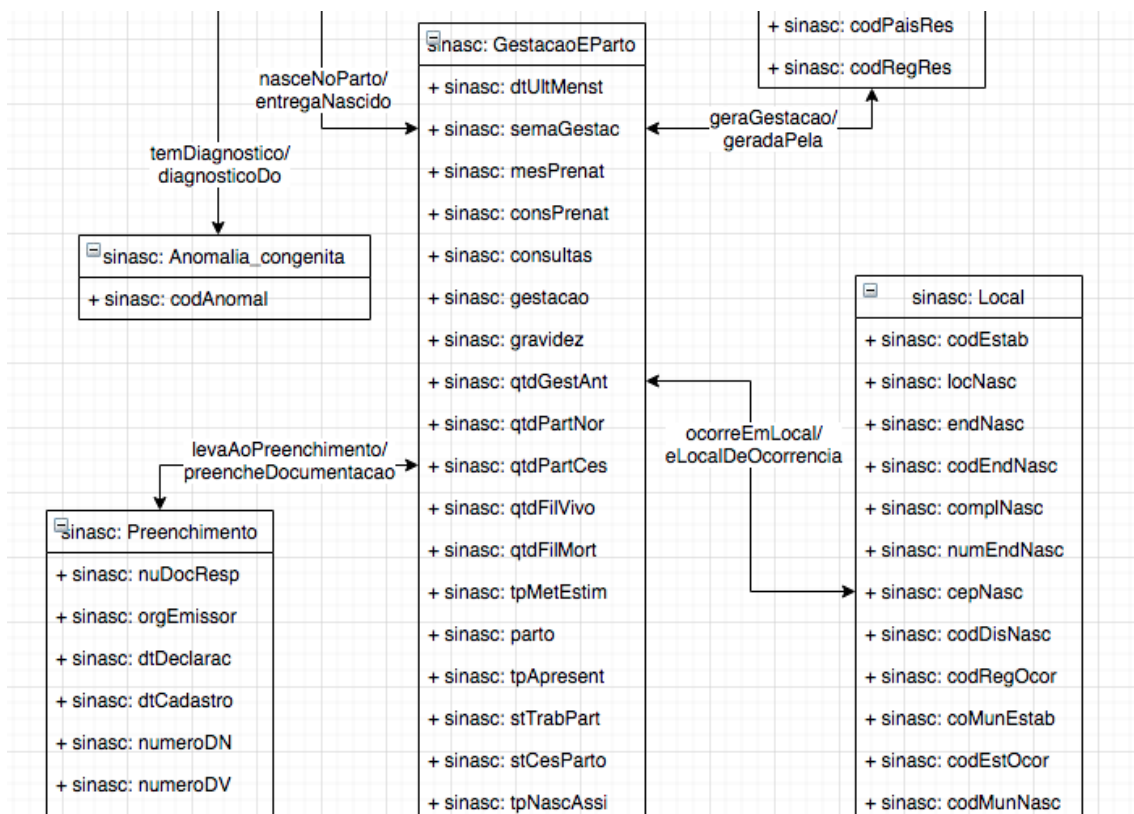 sinasc: GestacaoEParto
+ sinasc: dtUltMenst
+ sinasc: semaGestac
+ sinasc: mesPrenat
+ sinasc: consPrenat
+ sinasc: consultas
+ sinasc: gestacao
+ sinasc: gravidez
+ sinasc: qtdGestAnt
+ sinasc: qtdPartNor
+ sinasc: qtdPartCes
+ sinasc: qtdFilVivo
+ sinasc: qtdFilMort
+ sinasc: tpMetEstim
+ sinasc: parto
+ sinasc: tpApresent
+ sinasc: stTrabPart
+ sinasc: stCesParto
+ sinasc: tpNascAssi
+ sinasc: codPaisRes
+ sinasc: codRegRes
nasceNoParto/
entregaNascido
geraGestacao/
geradaPela
temDiagnostico/
diagnosticoDo
sinasc: Anomalia_congenita
+ sinasc: codAnomal
levaAoPreenchimento/
preencheDocumentacao
sinasc: Preenchimento
+ sinasc: nuDocResp
+ sinasc: orgEmissor
+ sinasc: dtDeclarac
+ sinasc: dtCadastro
+ sinasc: numeroDN
+ sinasc: numeroDV
ocorreEmLocal/
eLocalDeOcorrencia
sinasc: Local
+ sinasc: codEstab
+ sinasc: locNasc
+ sinasc: endNasc
+ sinasc: codEndNasc
+ sinasc: complNasc
+ sinasc: numEndNasc
+ sinasc: cepNasc
+ sinasc: codDisNasc
+ sinasc: codRegOcor
+ sinasc: coMunEstab
+ sinasc: codEstOcor
+ sinasc: codMunNasc